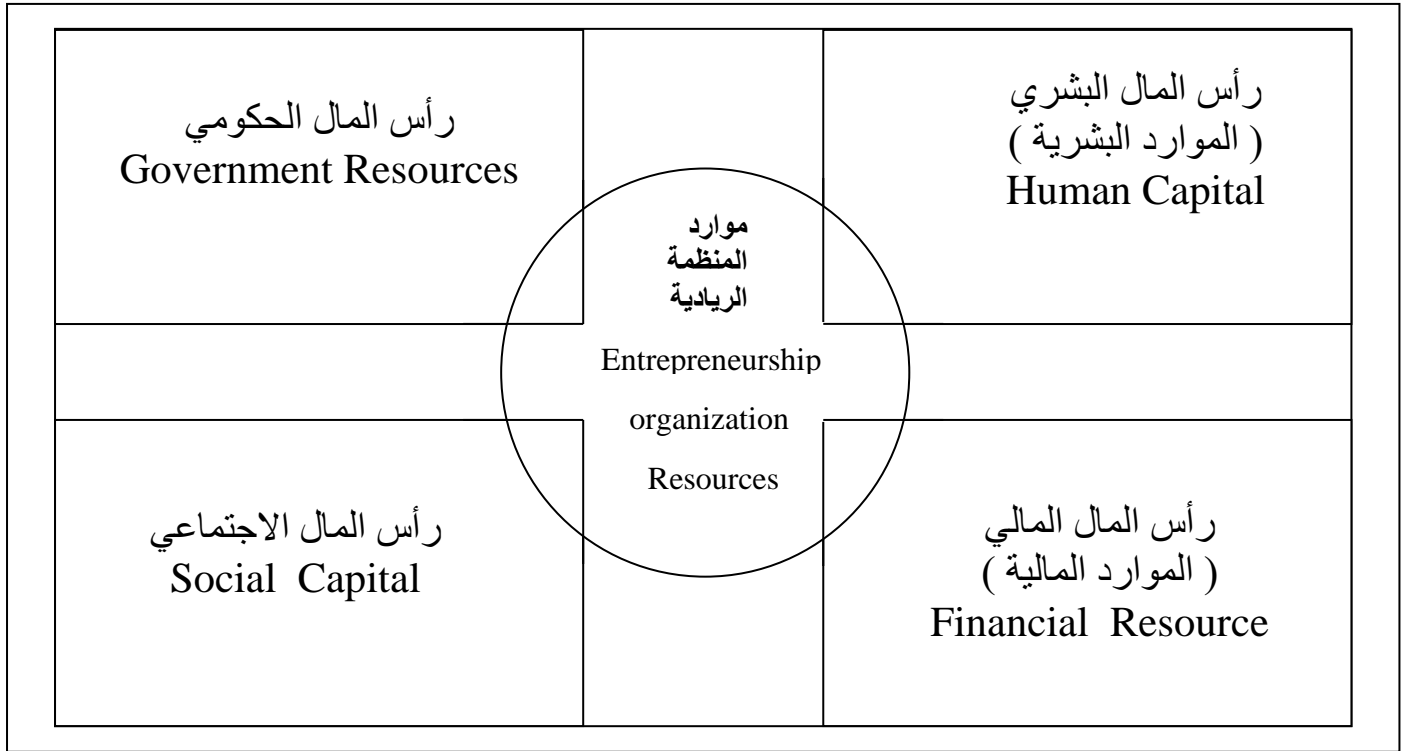 رأس المال البشري
( الموارد البشرية )
Human Capital
رأس المال الحكومي
Government Resources
موارد
المنظمة
الريادية
Entrepreneurship
organization
Resources
رأس المال المالي
( الموارد المالية )
Financial Resource
رأس المال الاجتماعي
Social Capital